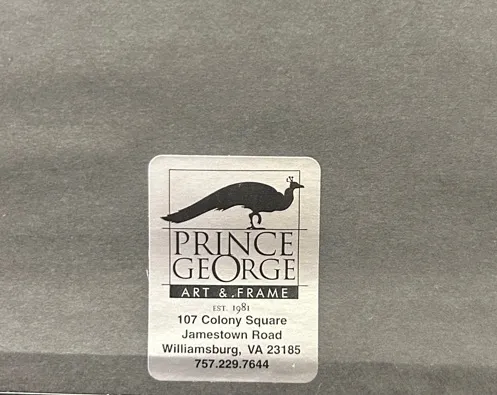 PRINCE
GEORGE
ART & FRAME
EST. 1981
107 Colony Square
Jamestown Road
Williamsburg, VA 23185
757.229.7644